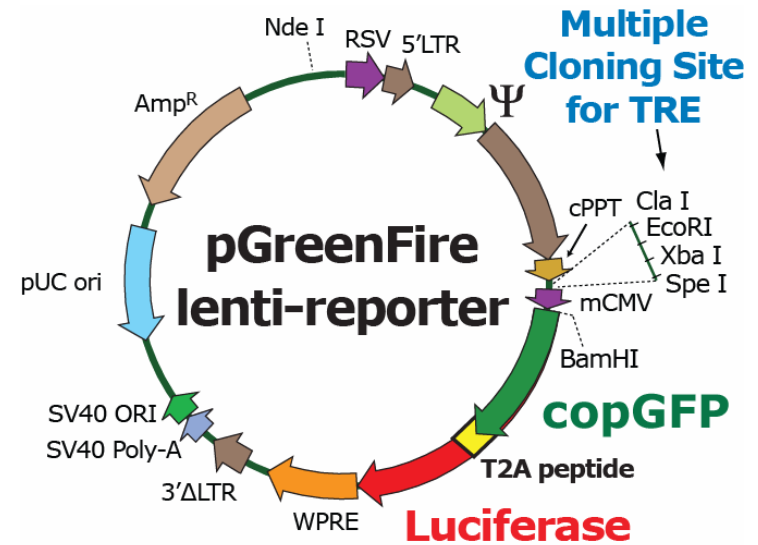 Multiple
Cloning Site
for TRE
Nde I
RSV
5'LTR
Amp^R
Ψ
cPPT
Cla I
EcoRI
Xba I
Spe I
pGreenFire
lenti-reporter
pUC ori
mCMV
BamHI
copGFP
SV40 ORI
SV40 Poly-A
T2A peptide
3'ΔLTR
WPRE
Luciferase